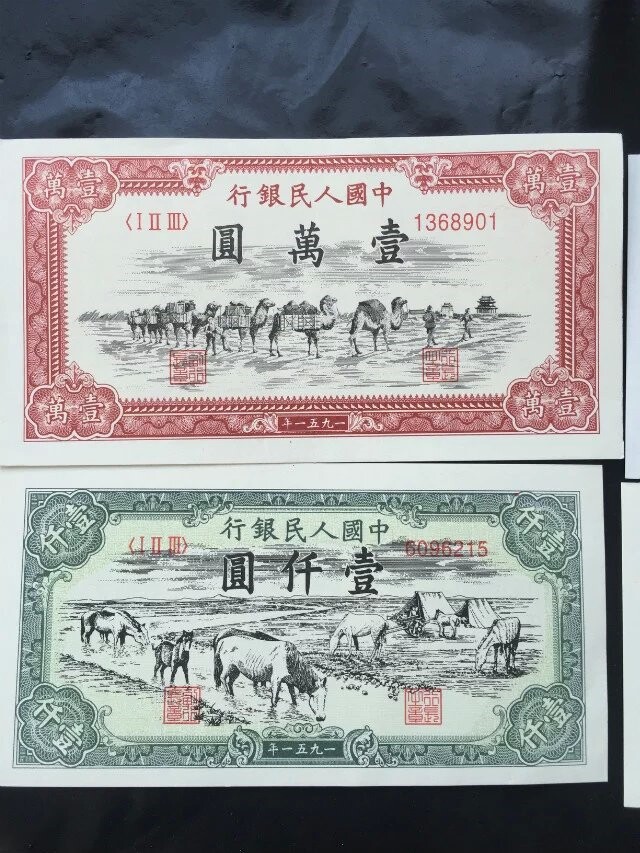 壹萬
壹萬
中國人民銀行
〈I II III〉
1368901
壹萬圓
壹萬
壹萬
一九五一年
壹仟
壹仟
中國人民銀行
〈I II III〉
6096215
壹仟圓
壹仟
壹仟
一九五一年